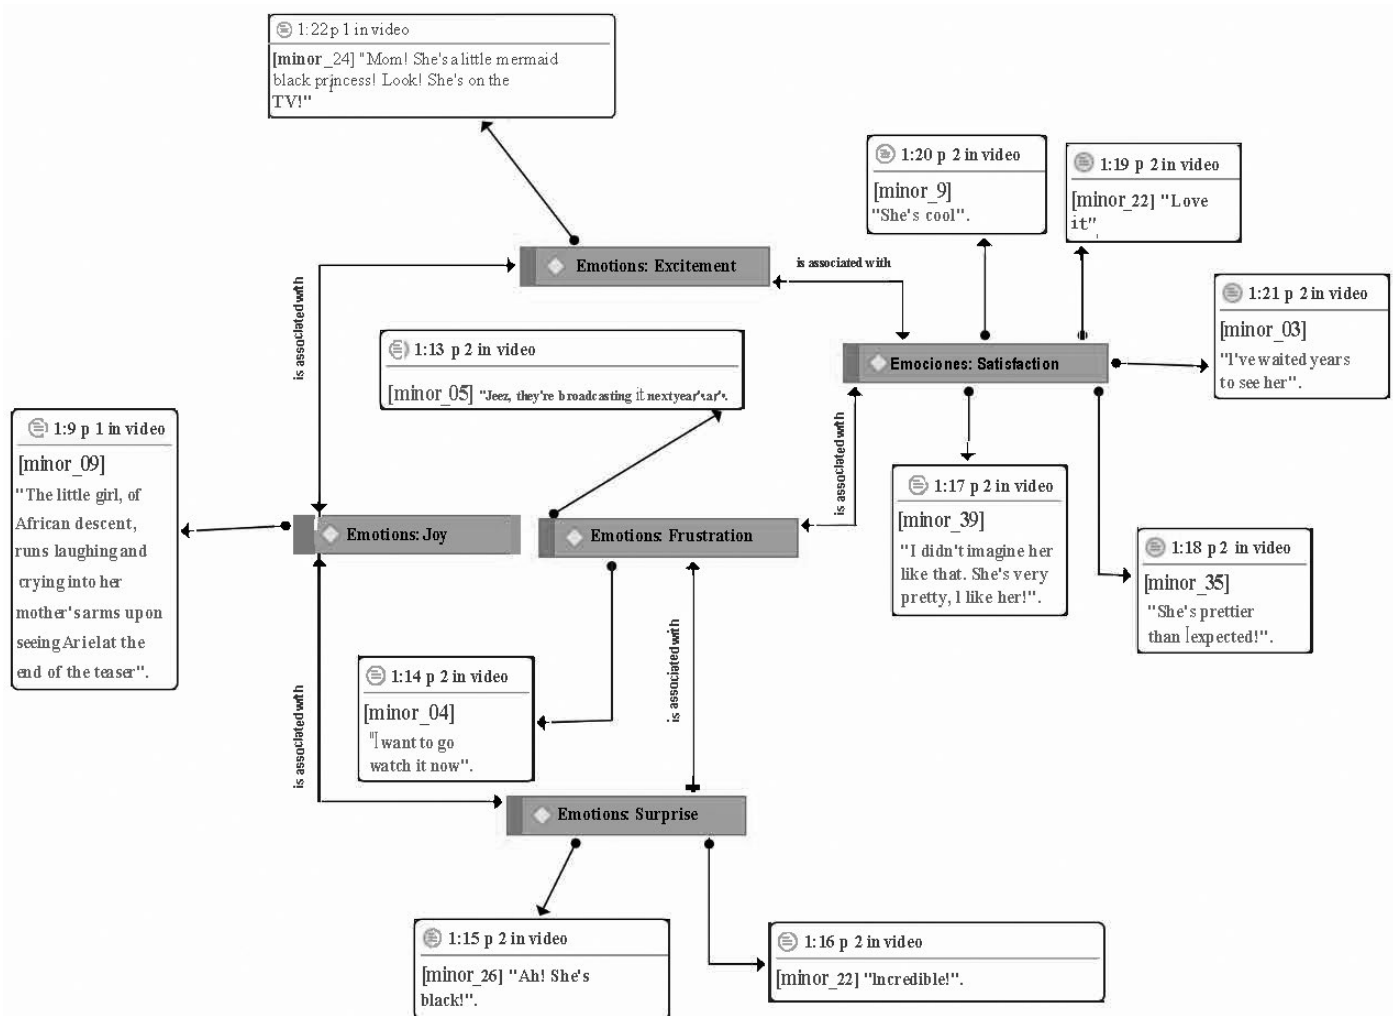 1:22 p 1 in video
[minor_24] "Mom! She's a little mermaid
black princess! Look! She's on the
TV!"
1:20 p 2 in video
[minor_9]
"She's cool".
1:19 p 2 in video
[minor_22] "Love
it",
Emotions: Excitement
is associated with
is associated with
1:21 p 2 in video
[minor_03]
"I've waited years
to see her".
1:13 p 2 in video
[minor_05] "Jeez, they're broadcasting it next year
Emociones: Satisfaction
is associated with
1:9 p 1 in video
[minor_09]
"The little girl, of
African descent,
runs laughing and
crying into her
mother's arms upon
seeing Ariel at the
end of the teaser".
1:17 p 2 in video
[minor_39]
"I didn't imagine her
like that. She's very
pretty, I like her!".
Emotions: Joy
Emotions: Frustration
1:18 p 2 in video
[minor_35]
"She's prettier
than I expected!".
1:14 p 2 in video
[minor_04]
"I want to go
watch it now".
is associated with
is associated with
Emotions: Surprise
1:15 p 2 in video
[minor_26] "Ah! She's
black!".
1:16 p 2 in video
[minor_22] "Incredible!".